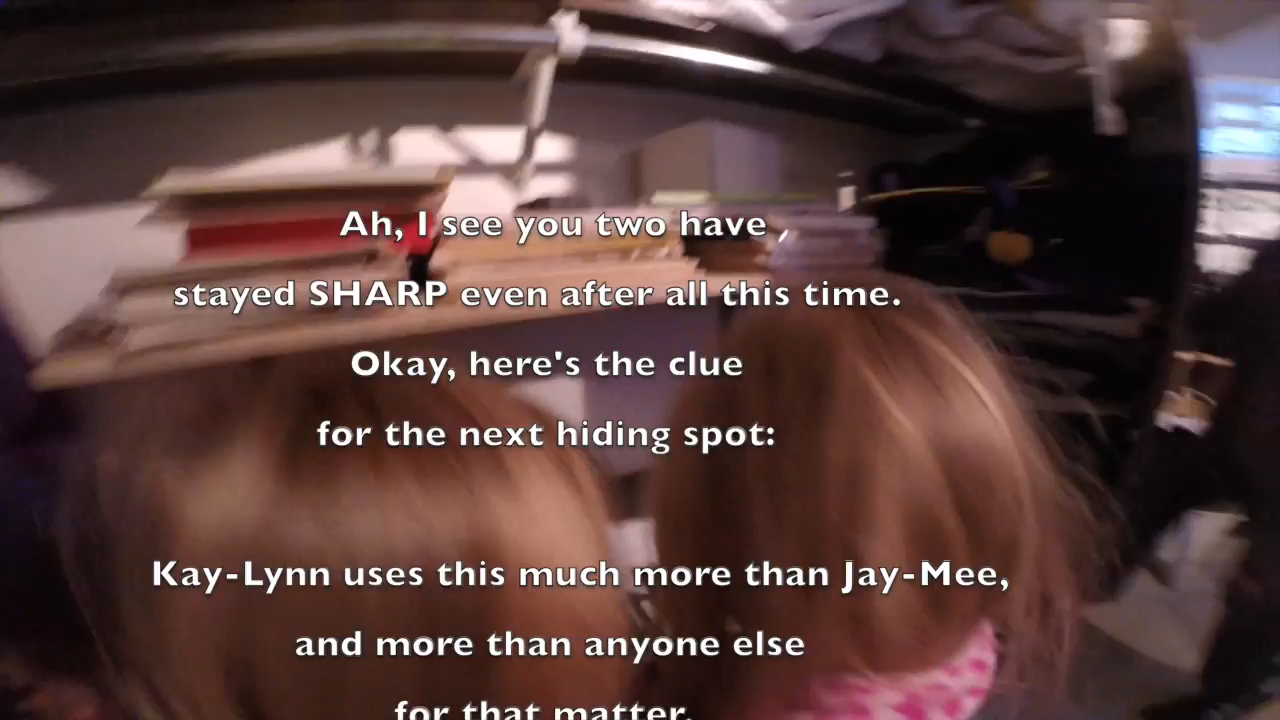 Ah, I see you two have
stayed SHARP even after all this time.
Okay, here's the clue
for the next hiding spot:
Kay-Lynn uses this much more than Jay-Mee,
and more than anyone else
for that matter.